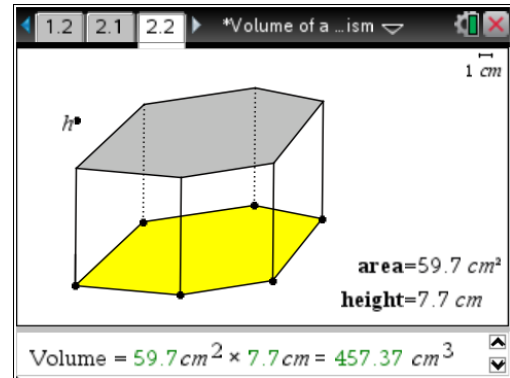 1.2 2.1 2.2 *Volume of a ...ism
1 cm
h
area=59.7 cm²
height=7.7 cm
Volume = 59.7cm² × 7.7cm = 457.37 cm³